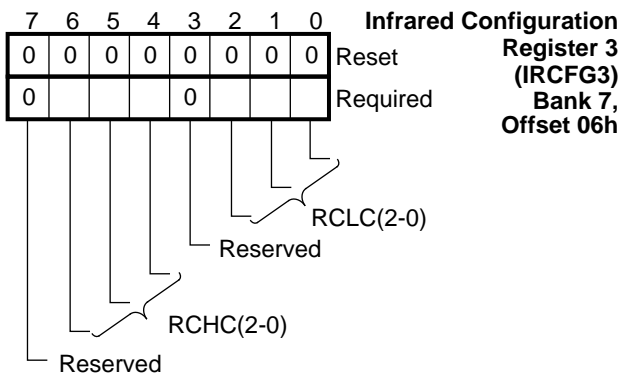 7 6 5 4 3 2 1 0
Infrared Configuration
Register 3
(IRCFG3)
Bank 7,
Offset 06h
0 0 0 0 0 0 0 0 Reset
0 0 Required
RCLC(2-0)
Reserved
RCHC(2-0)
Reserved